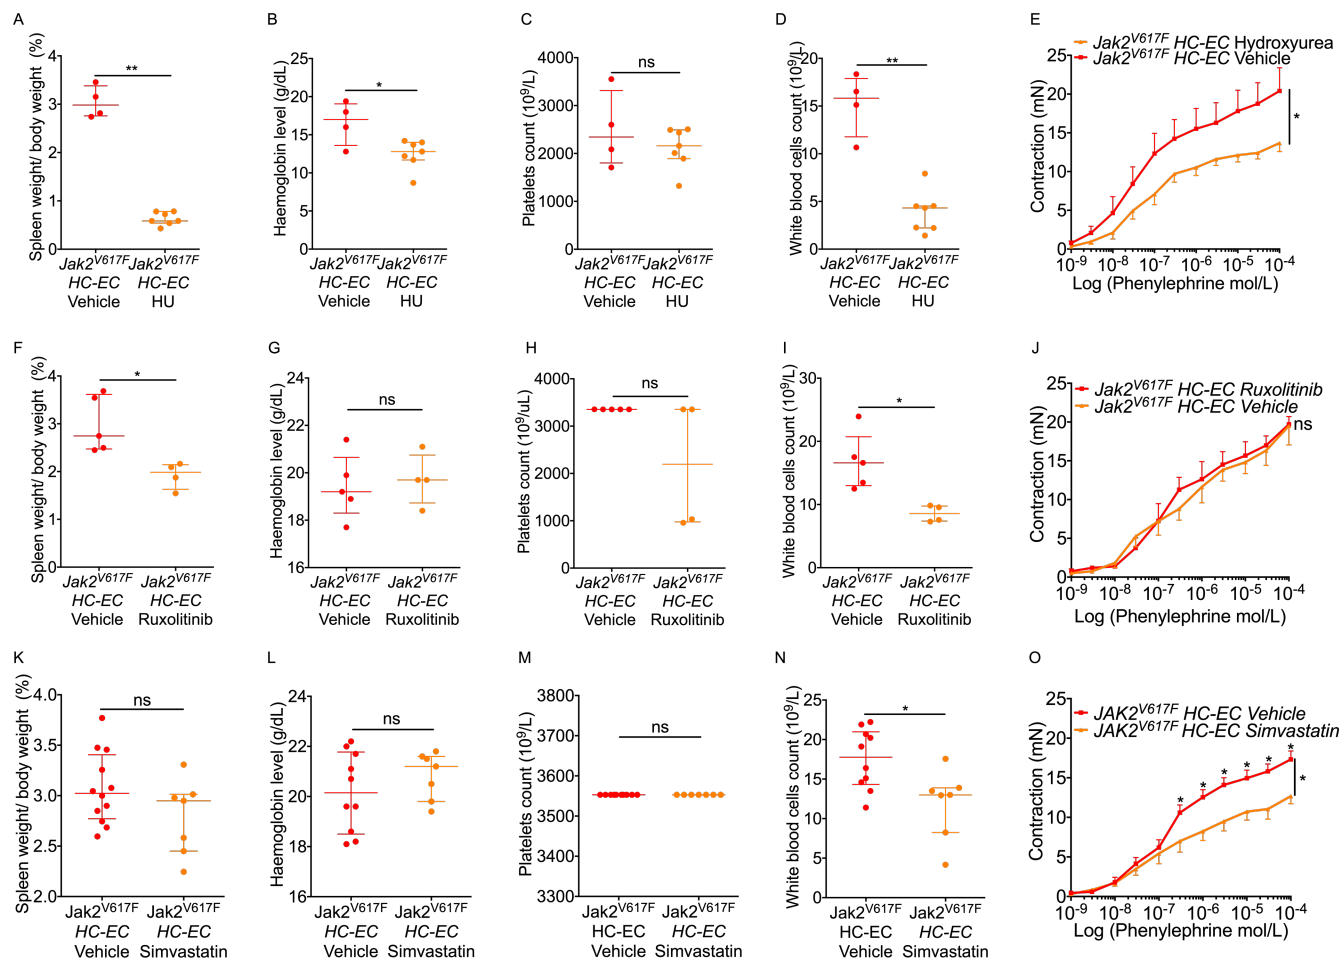 A
Spleen weight/ body weight (%)
4
3
2
1
0
**
Jak2V617F Jak2V617F
HC-EC HC-EC
Vehicle HU
B
Haemoglobin level (g/dL)
25
20
15
10
5
0
*
Jak2V617F Jak2V617F
HC-EC HC-EC
Vehicle HU
C
Platelets count (10⁹/L)
4000
3000
2000
1000
0
ns
Jak2V617F Jak2V617F
HC-EC HC-EC
Vehicle HU
D
White blood cells count (10⁹/L)
20
15
10
5
0
**
Jak2V617F Jak2V617F
HC-EC HC-EC
Vehicle HU
E
Jak2V617F HC-EC Hydroxyurea
Jak2V617F HC-EC Vehicle
Contraction (mN)
25
20
15
10
5
0
*
10⁻⁹ 10⁻⁸ 10⁻⁷ 10⁻⁶ 10⁻⁵ 10⁻⁴
Log (Phenylephrine mol/L)
F
Spleen weight/ body weight (%)
4
3
2
1
0
*
Jak2V617F Jak2V617F
HC-EC HC-EC
Vehicle Ruxolitinib
G
Haemoglobin level (g/dL)
24
22
20
18
16
ns
Jak2V617F Jak2V617F
HC-EC HC-EC
Vehicle Ruxolitinib
H
Platelets count (10⁹/uL)
4000
3000
2000
1000
0
ns
Jak2V617F Jak2V617F
HC-EC HC-EC
Vehicle Ruxolitinib
I
White blood cells count (10⁹/L)
30
20
10
0
*
Jak2V617F Jak2V617F
HC-EC HC-EC
Vehicle Ruxolitinib
J
Jak2V617F HC-EC Ruxolitinib
Jak2V617F HC-EC Vehicle
Contraction (mN)
25
20
15
10
5
0
ns
10⁻⁹ 10⁻⁸ 10⁻⁷ 10⁻⁶ 10⁻⁵ 10⁻⁴
Log (Phenylephrine mol/L)
K
Spleen weight/ body weight (%)
4.0
3.5
3.0
2.5
2.0
ns
Jak2V617F Jak2V617F
HC-EC HC-EC
Vehicle Simvastatin
L
Haemoglobin level (g/dL)
24
22
20
18
16
ns
Jak2V617F Jak2V617F
HC-EC HC-EC
Vehicle Simvastatin
M
Platelets count (10⁹/L)
3800
3700
3600
3500
3400
3300
ns
Jak2V617F Jak2V617F
HC-EC HC-EC
Vehicle Simvastatin
N
White blood cells count (10⁹/L)
25
20
15
10
5
0
*
Jak2V617F Jak2V617F
HC-EC HC-EC
Vehicle Simvastatin
O
JAK2V617F HC-EC Vehicle
JAK2V617F HC-EC Simvastatin
Contraction (mN)
25
20
15
10
5
0
* * * * * *
*
10⁻⁹ 10⁻⁸ 10⁻⁷ 10⁻⁶ 10⁻⁵ 10⁻⁴
Log (Phenylephrine mol/L)